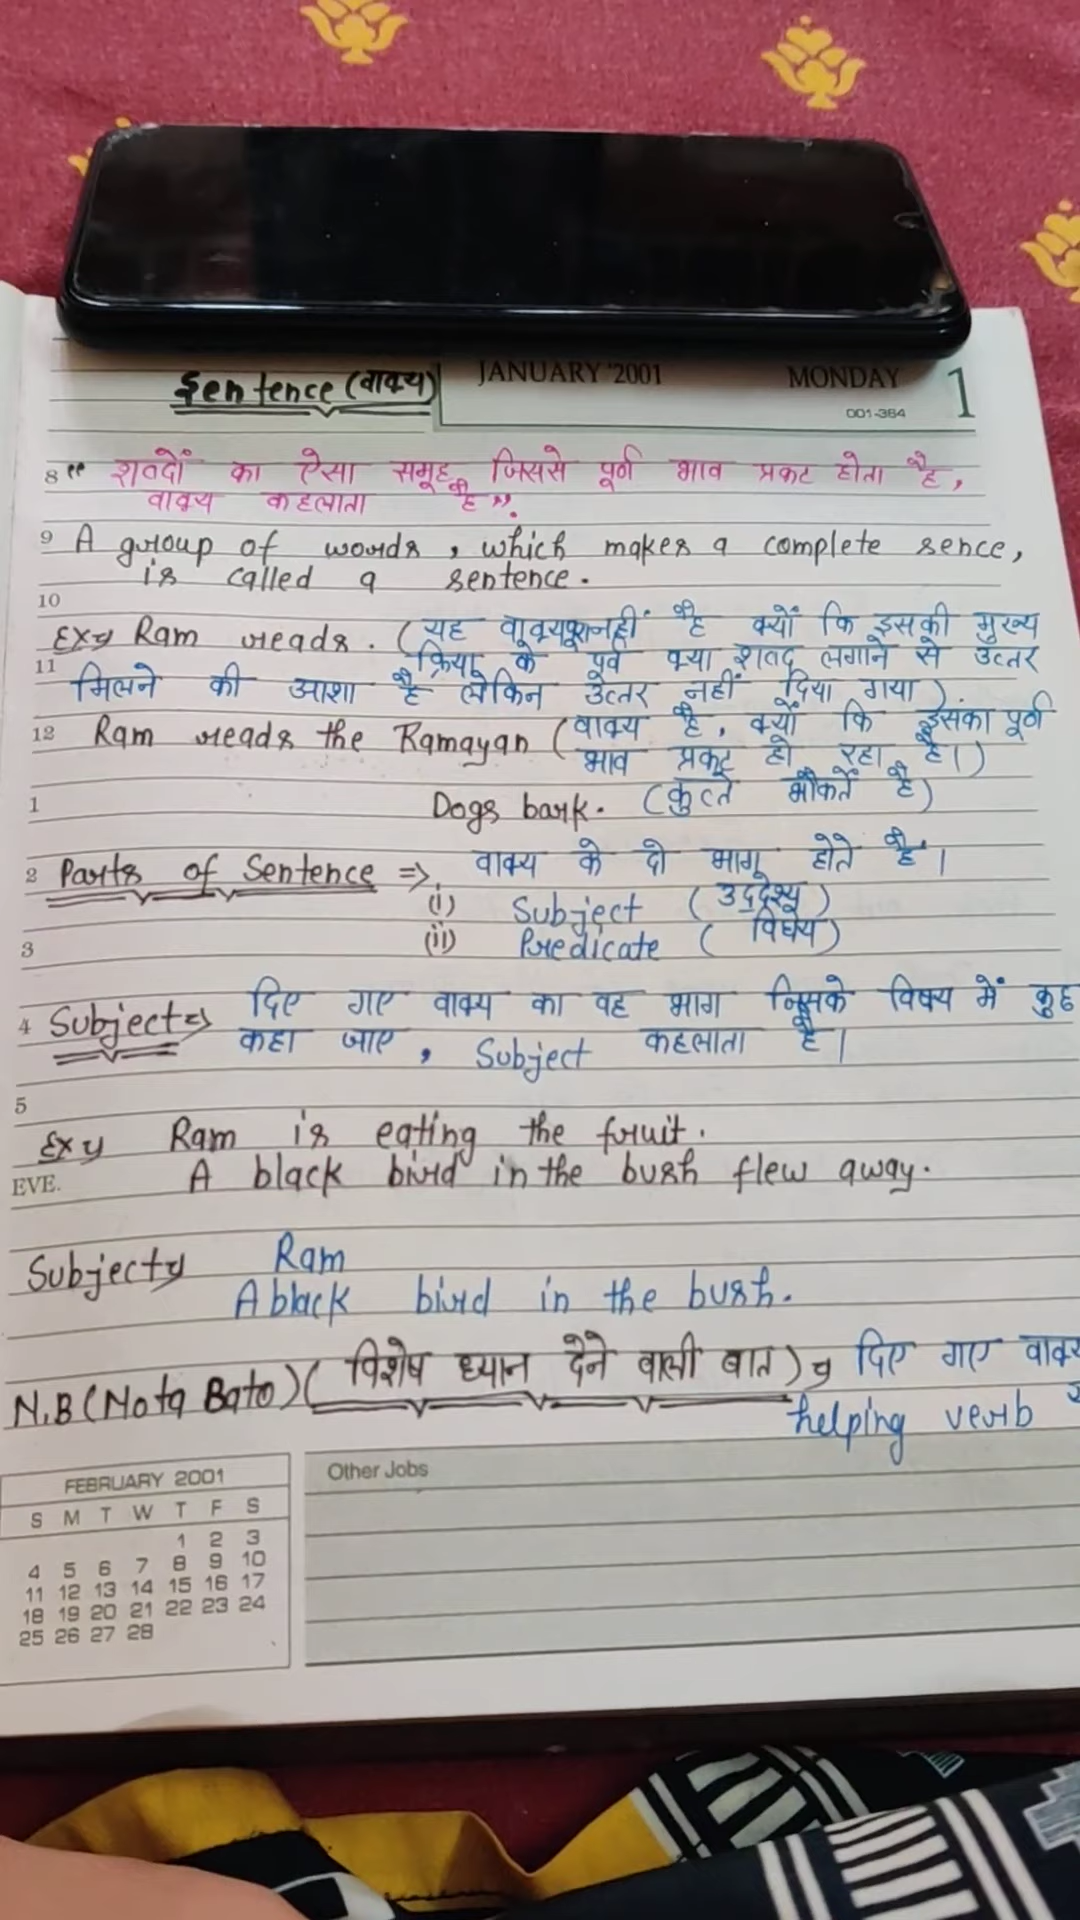 Sentence (वाक्य)
JANUARY '2001 MONDAY 1
001-364
8 “ शब्दों का ऐसा समूह जिससे पूर्ण भाव प्रकट होता है,
वाक्य कहलाता है ”.
9 A group of words, which makes a complete sence,
is called a sentence.
10
Ex⇒ Ram reads. (यह वाक्य पूरा नहीं है क्यों कि इसकी मुख्य
11 क्रिया के पूर्व क्या शब्द लगाने से उत्तर
मिलने की आशा है लेकिन उत्तर नहीं दिया गया).
12 Ram reads the Ramayan (वाक्य है, क्यों कि इसका पूर्ण
भाव प्रकट हो रहा है।)
1 Dogs bark. (कुत्ते भौंकतें है)
2 Parts of Sentence ⇒ वाक्य के दो भाग होते है।
(i) Subject (उद्देश्य)
3 (ii) Predicate (विधेय)
4 Subject⇒ दिए गए वाक्य का वह भाग जिसके विषय में कुछ
कहा जाए, Subject कहलाता है।
5
Ex⇒ Ram is eating the fruit.
EVE. A black bird in the bush flew away.
Subject⇒ Ram
A black bird in the bush.
N.B (Nota Bato) (विशेष ध्यान देने वाली बात)⇒ दिए गए
helping verb
FEBRUARY 2001
S M T W T F S
1 2 3
4 5 6 7 8 9 10
11 12 13 14 15 16 17
18 19 20 21 22 23 24
25 26 27 28
Other Jobs